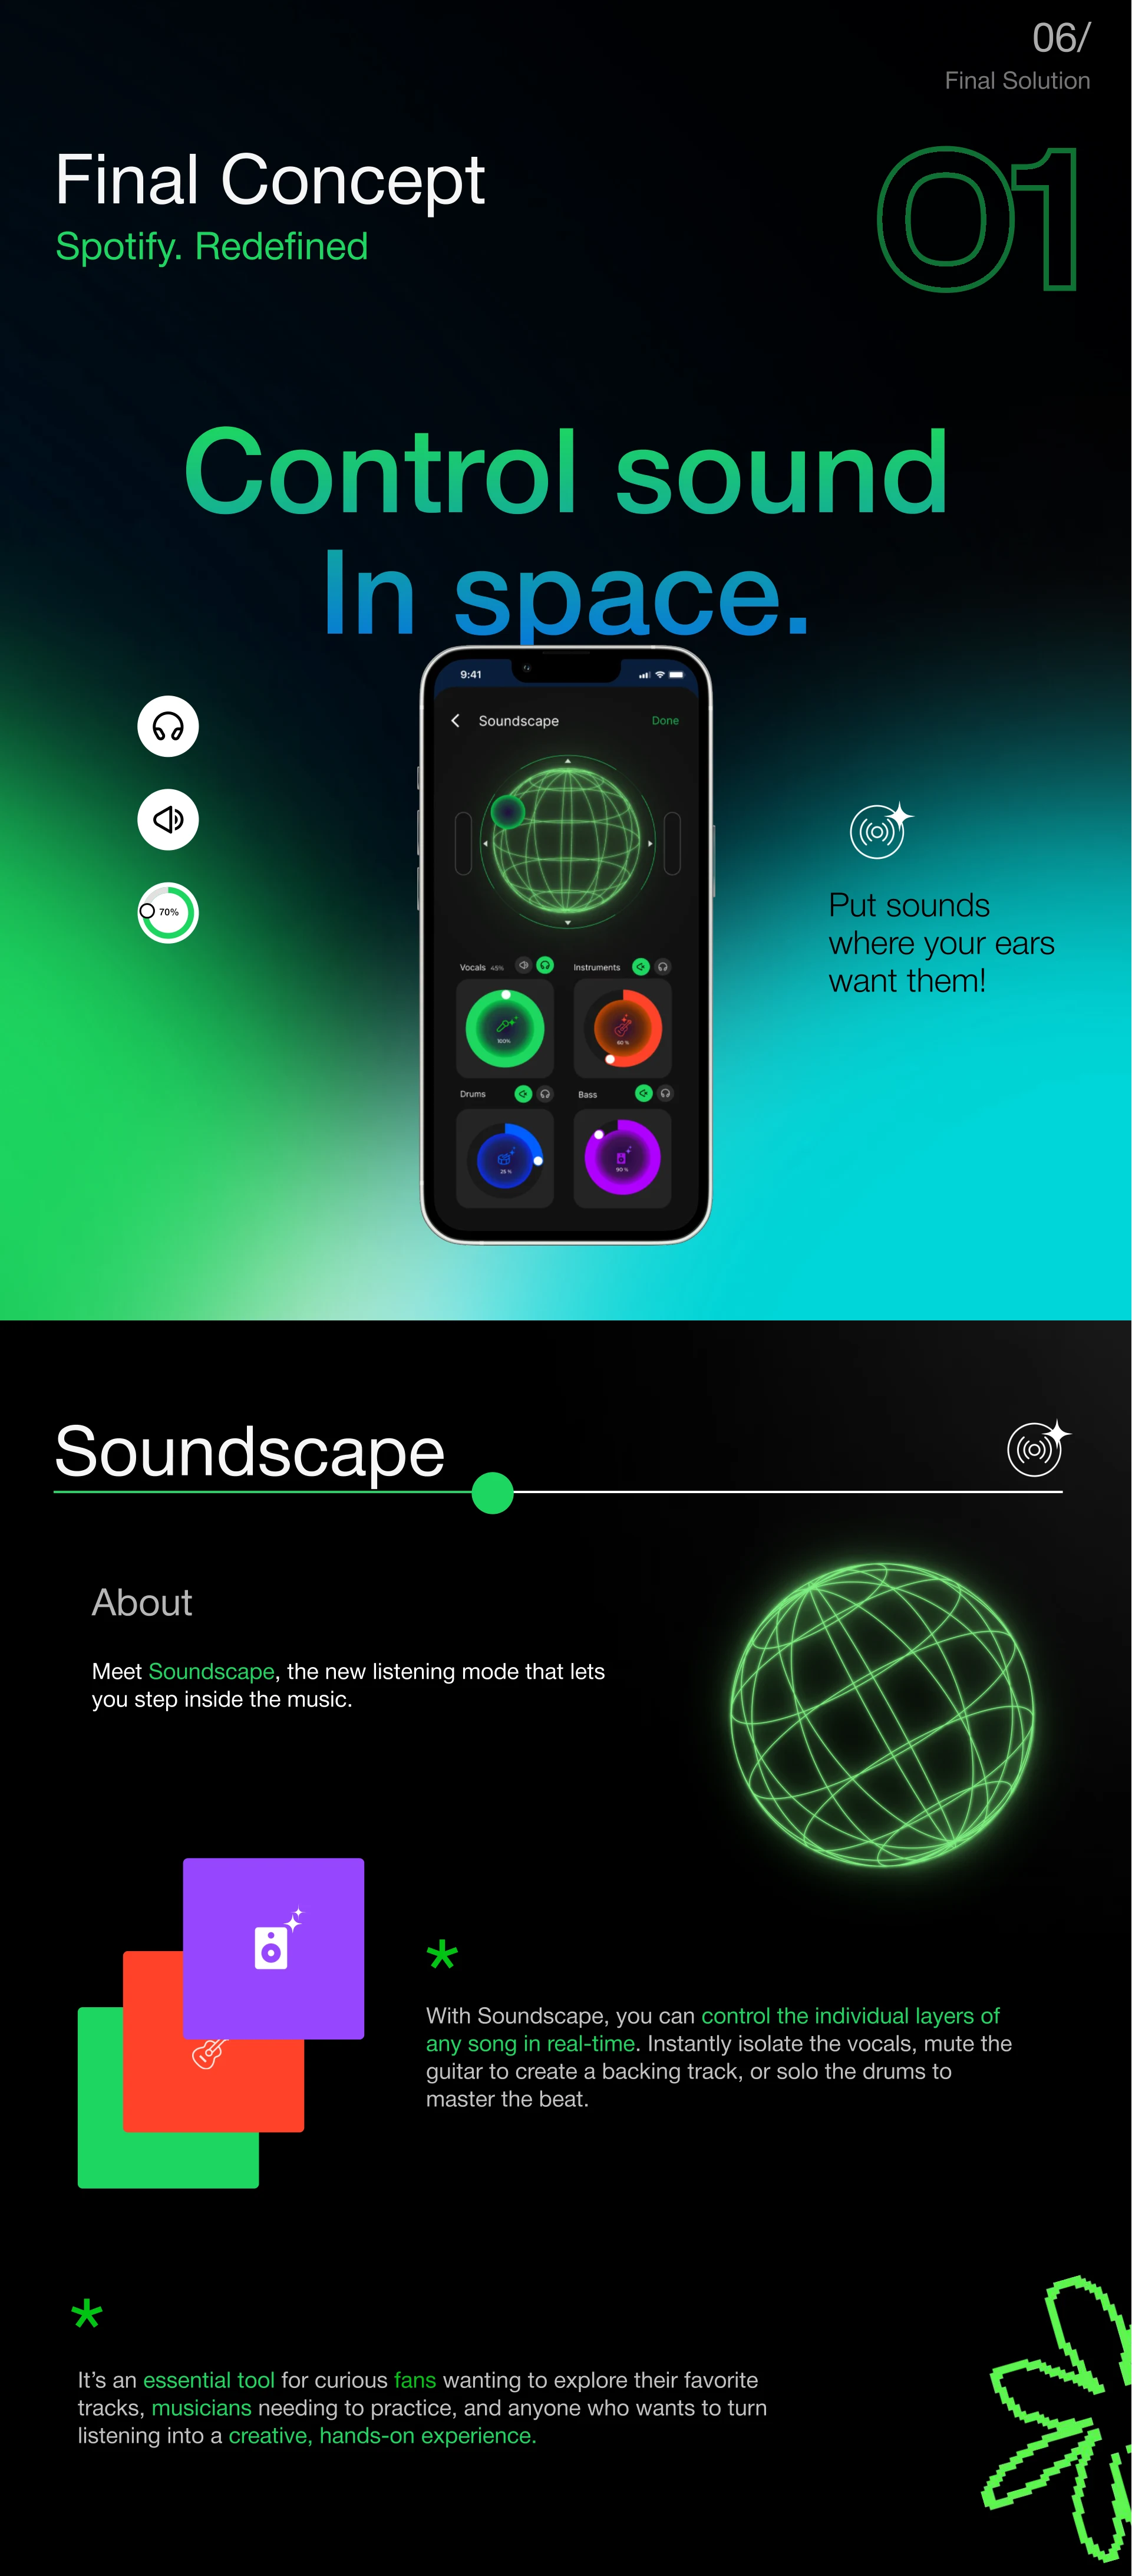 06/
Final Solution
Final Concept
Spotify. Redefined
01
Control sound
In space.
9:41
Soundscape
Done
70%
Put sounds
where your ears
want them!
Vocals 45%
Instruments
100%
60 %
Drums
Bass
25 %
90 %
Soundscape
About
Meet Soundscape, the new listening mode that lets
you step inside the music.
*
With Soundscape, you can control the individual layers of
any song in real-time. Instantly isolate the vocals, mute the
guitar to create a backing track, or solo the drums to
master the beat.
*
It's an essential tool for curious fans wanting to explore their favorite
tracks, musicians needing to practice, and anyone who wants to turn
listening into a creative, hands-on experience.